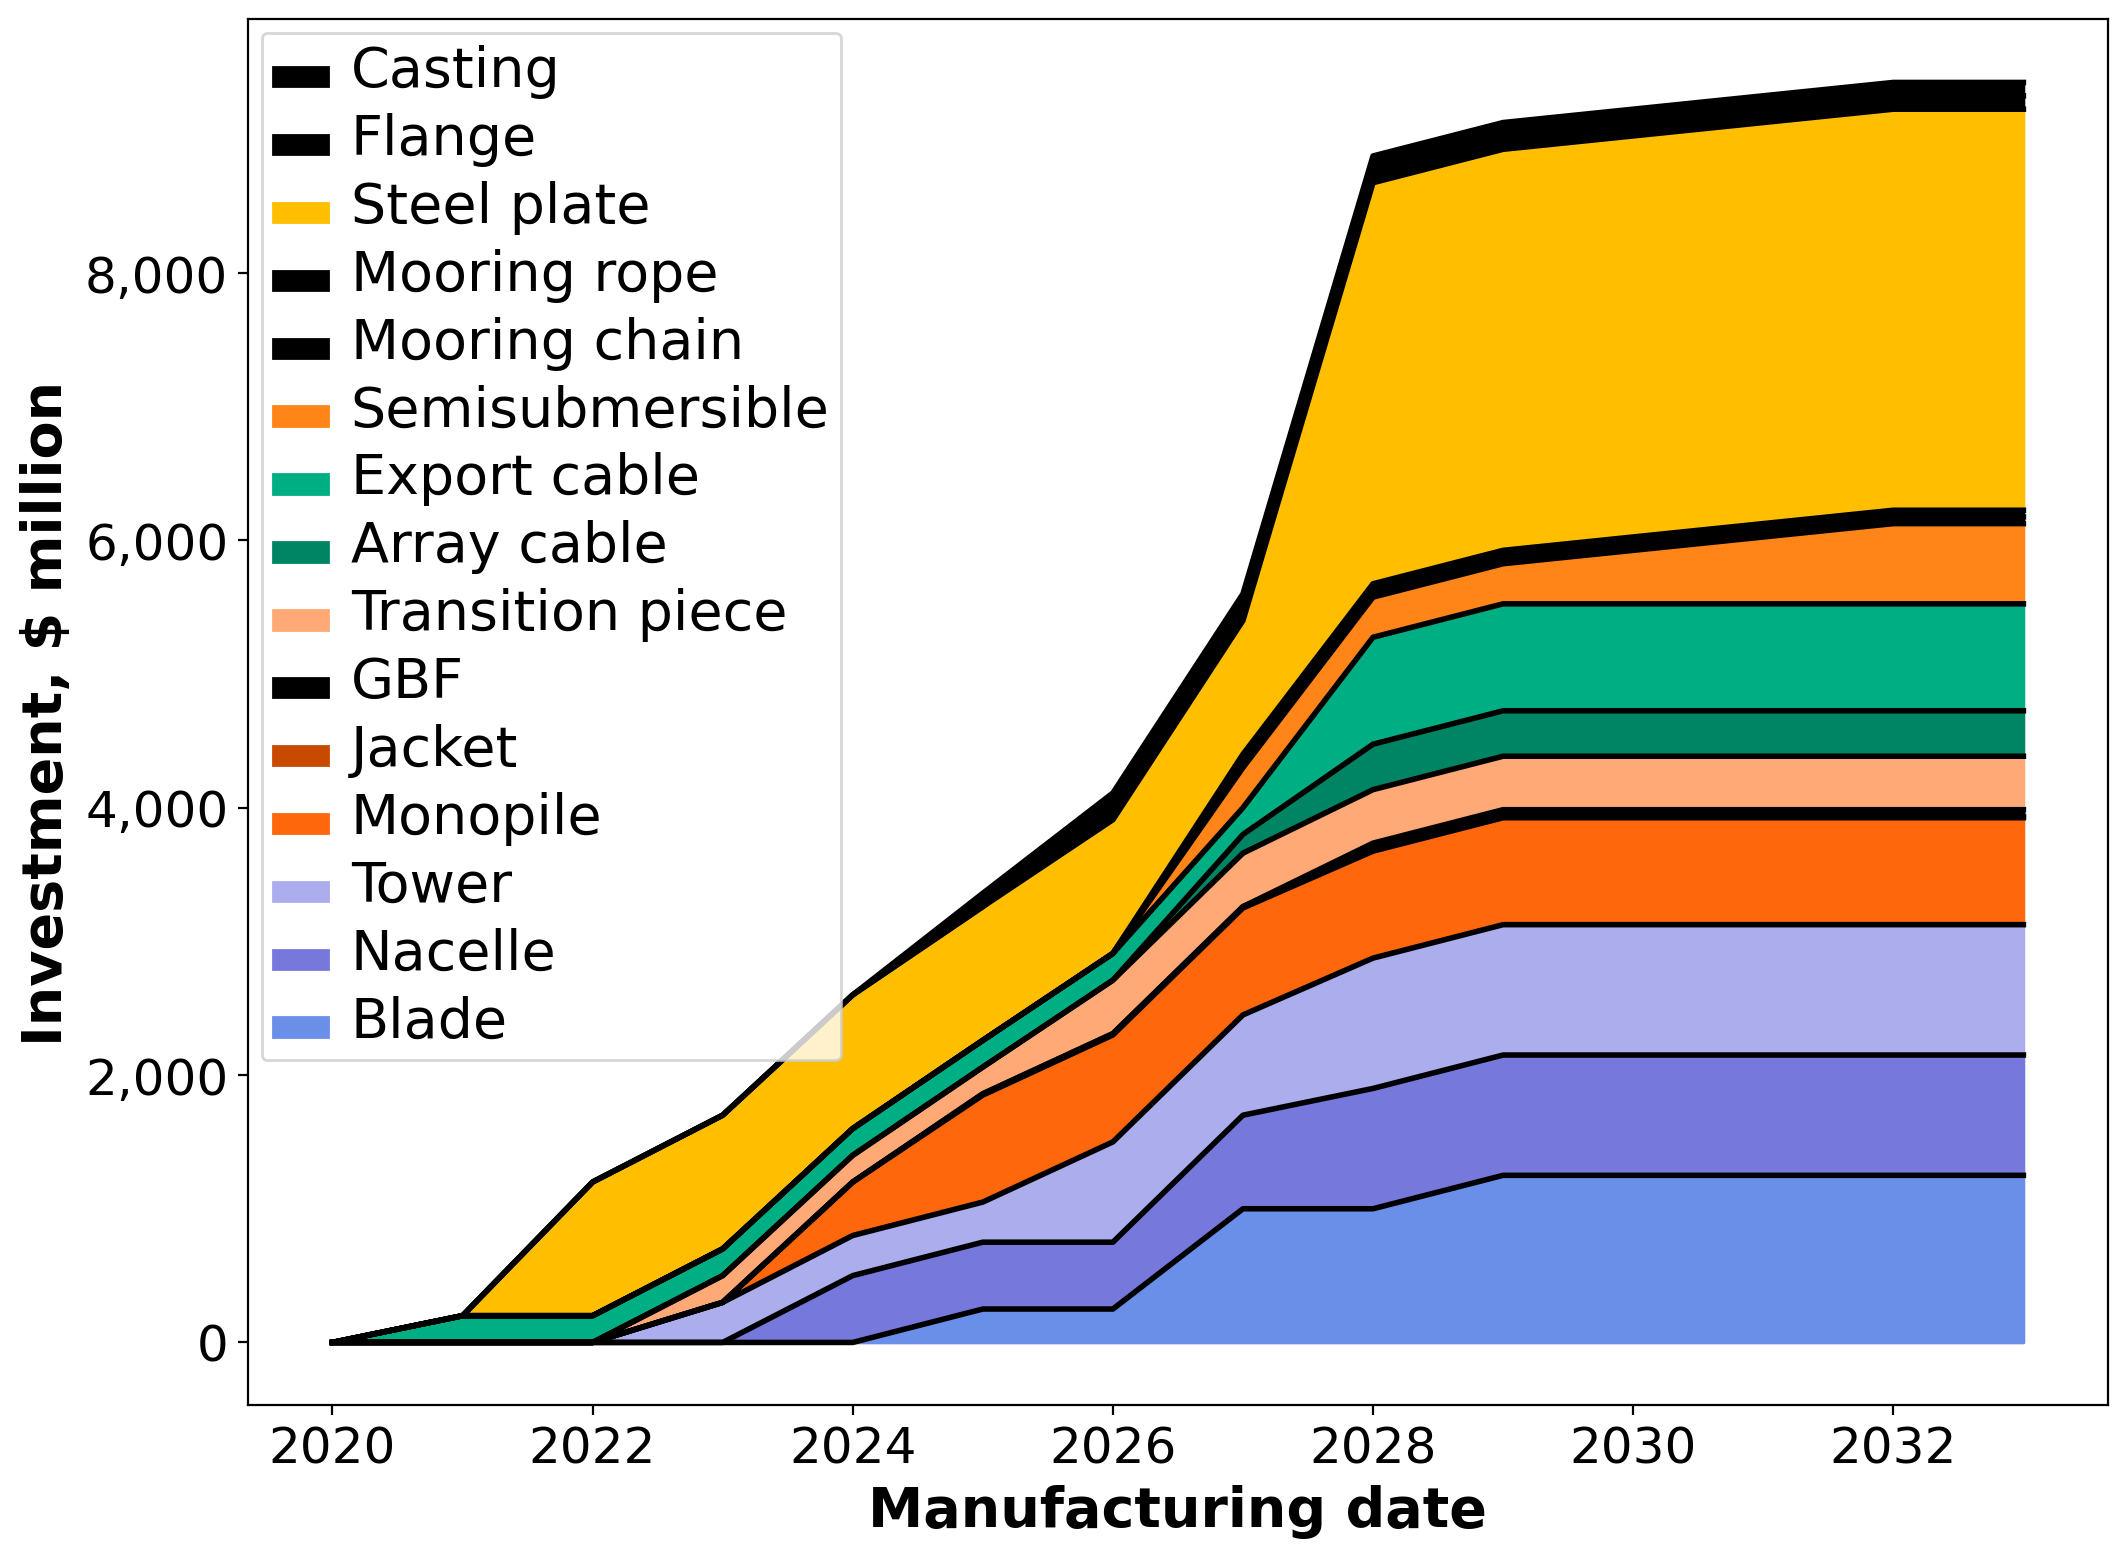 Casting
Flange
Steel plate
Mooring rope
Mooring chain
Semisubmersible
Export cable
Array cable
Transition piece
GBF
Jacket
Monopile
Tower
Nacelle
Blade
Investment, $ million
8,000
6,000
4,000
2,000
0
2020 2022 2024 2026 2028 2030 2032
Manufacturing date